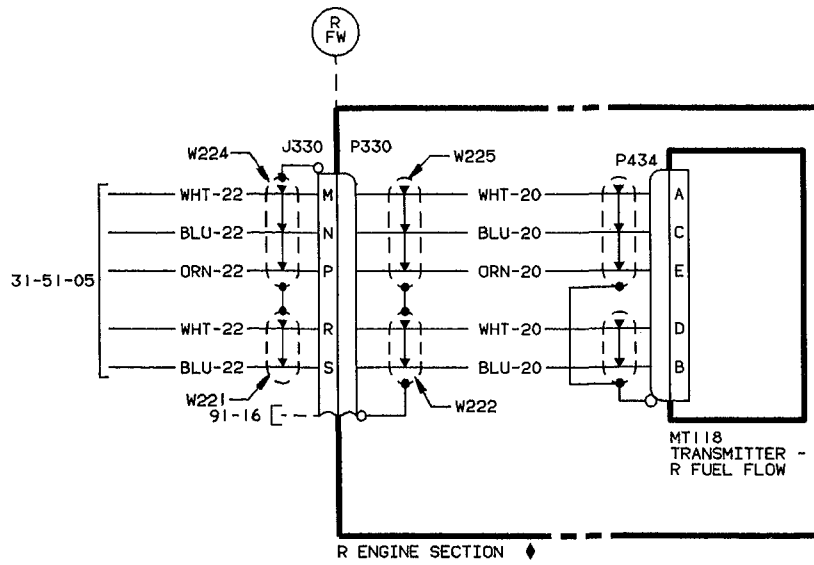 R
FW
J330 P330
W224
W225
P434
WHT-22 M WHT-20 A
BLU-22 N BLU-20 C
ORN-22 P ORN-20 E
31-51-05
WHT-22 R WHT-20 D
BLU-22 S BLU-20 B
W221
W222
91-16
MT118
TRANSMITTER -
R FUEL FLOW
R ENGINE SECTION